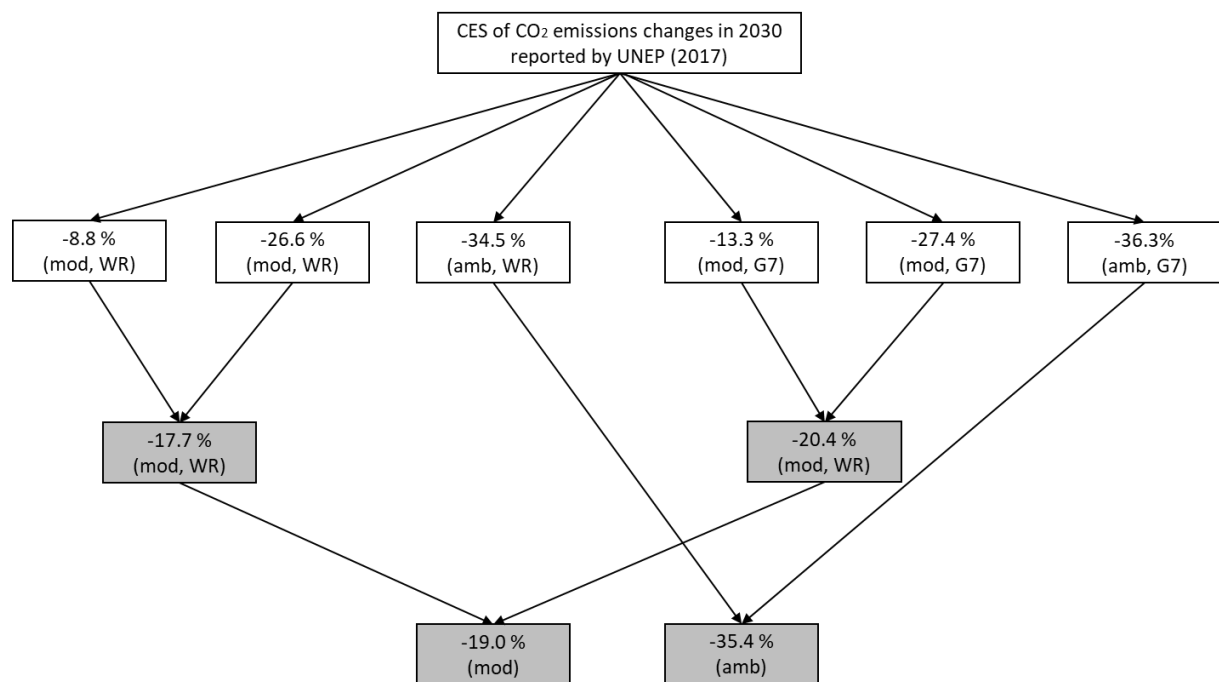 CES of CO₂ emissions changes in 2030
reported by UNEP (2017)
-8.8 %
(mod, WR)
-26.6 %
(mod, WR)
-34.5 %
(amb, WR)
-13.3 %
(mod, G7)
-27.4 %
(mod, G7)
-36.3%
(amb, G7)
-17.7 %
(mod, WR)
-20.4 %
(mod, WR)
-19.0 %
(mod)
-35.4 %
(amb)